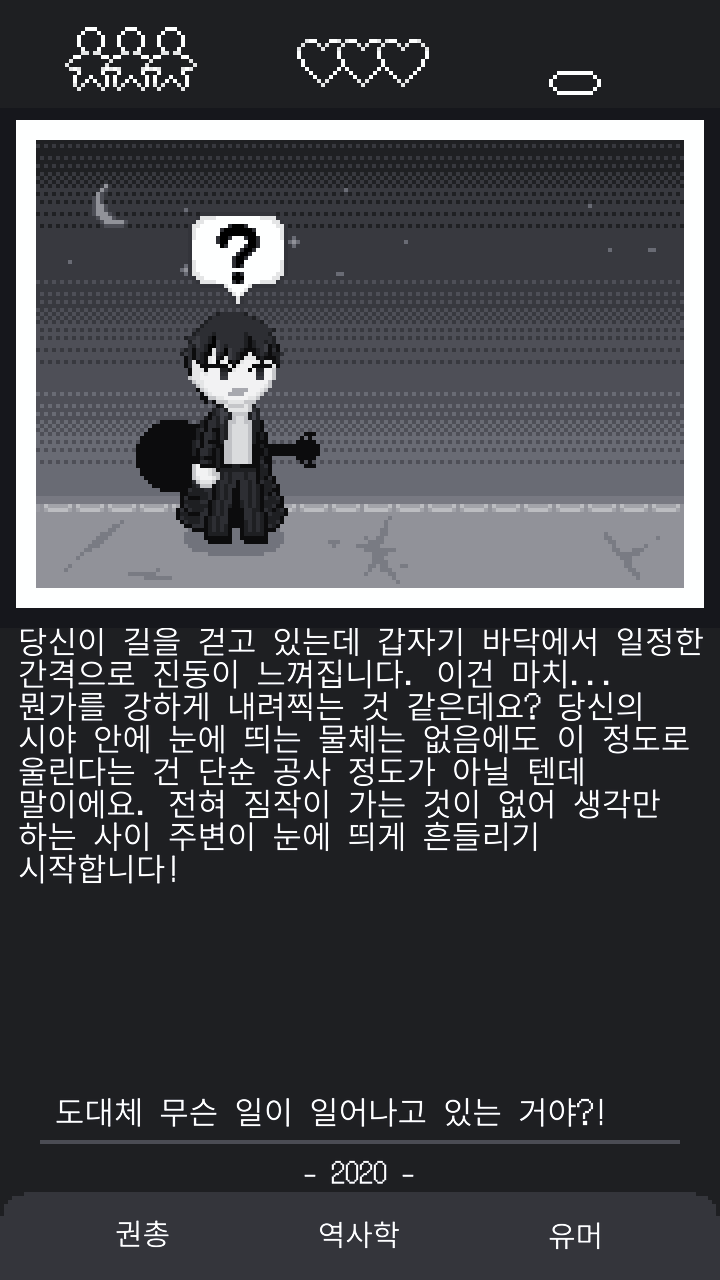 ?
당신이 길을 걷고 있는데 갑자기 바닥에서 일정한
간격으로 진동이 느껴집니다. 이건 마치...
뭔가를 강하게 내려찍는 것 같은데요? 당신의
시야 안에 눈에 띄는 물체는 없음에도 이 정도로
울린다는 건 단순 공사 정도가 아닐 텐데
말이에요. 전혀 짐작이 가는 것이 없어 생각만
하는 사이 주변이 눈에 띄게 흔들리기
시작합니다!
도대체 무슨 일이 일어나고 있는 거야?!
- 2020 -
권총 역사학 유머